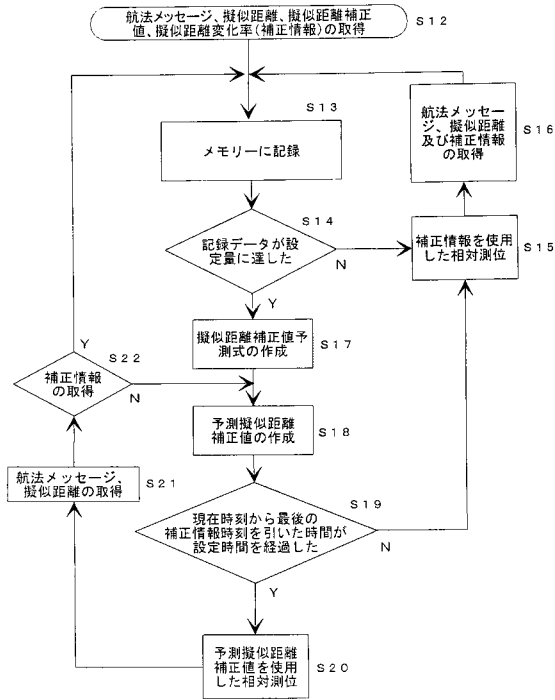 航法メッセージ、擬似距離、擬似距離補正
値、擬似距離変化率(補正情報)の取得
S12
S13
メモリーに記録
S14
記録データが設
定量に達した
N
Y
S16
航法メッセー
ジ、擬似距離
及び補正情報
の取得
補正情報を使用
した相対測位
S15
擬似距離補正値予
測式の作成
S17
Y
S22
補正情報
の取得
N
予測擬似距離
補正値の作成
S18
航法メッセージ、
擬似距離の取得
S21
S19
現在時刻から最後の
補正情報時刻を引いた時間が
設定時間を経過した
N
Y
予測擬似距離
補正値を使用
した相対測位
S20